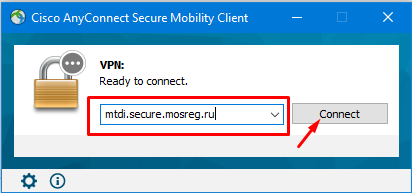 Cisco AnyConnect Secure Mobility Client
VPN:
Ready to connect.
mtdi.secure.mosreg.ru
Connect